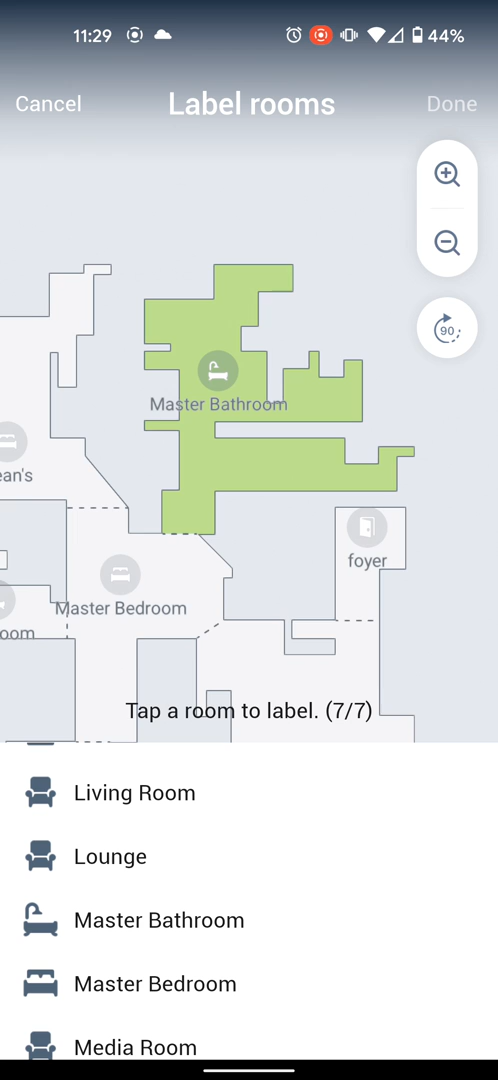 11:29
44%
Cancel
Label rooms
Done
90
Master Bathroom
ean's
foyer
Master Bedroom
oom
Tap a room to label. (7/7)
Living Room
Lounge
Master Bathroom
Master Bedroom
Media Room